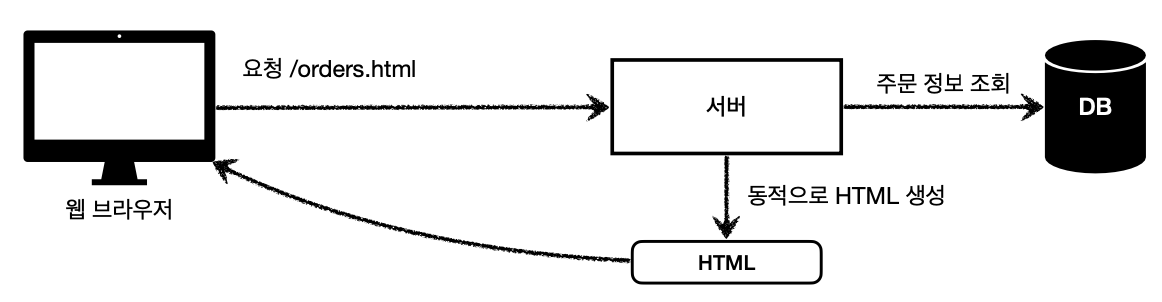 요청 /orders.html
서버
주문 정보 조회
DB
웹 브라우저
동적으로 HTML 생성
HTML